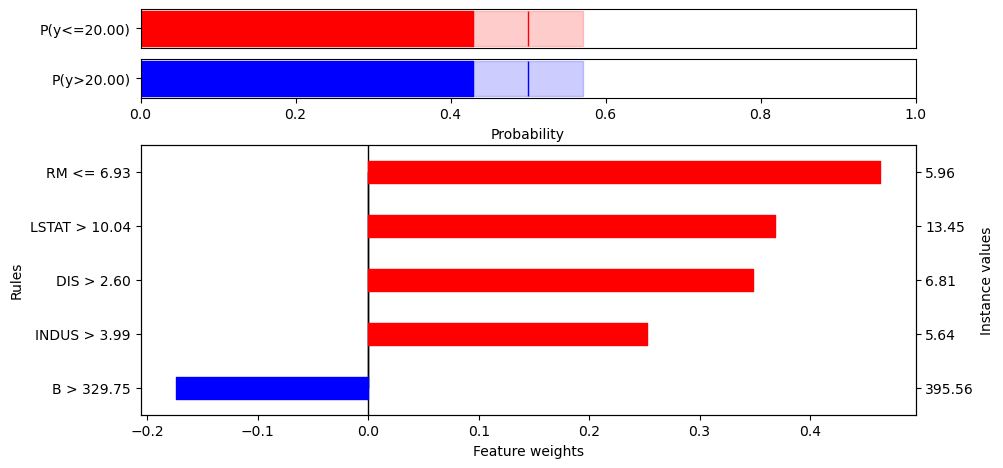 P(y<=20.00)
P(y>20.00)
0.0 0.2 0.4 0.6 0.8 1.0
Probability
RM <= 6.93 5.96
LSTAT > 10.04 13.45
DIS > 2.60 6.81
INDUS > 3.99 5.64
B > 329.75 395.56
Rules
Instance values
−0.2 −0.1 0.0 0.1 0.2 0.3 0.4
Feature weights